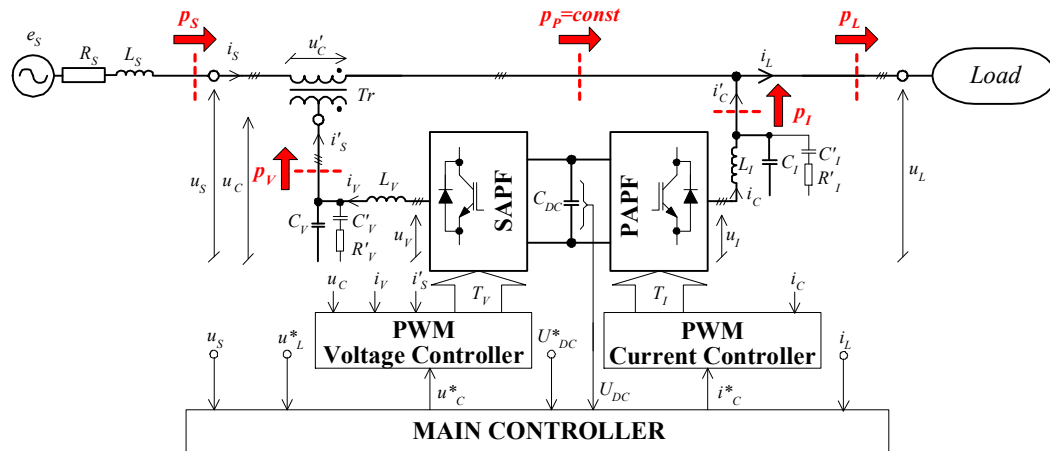 p_S
p_P=const
p_L
e_S
R_S
L_S
i_S
u'_C
i_L
Load
Tr
i'_C
p_I
i'_S
p_V
u_S
u_C
i_V
L_V
C_V
C'_V
R'_V
u_V
SAPF
C_DC
PAPF
L_I
C_I
C'_I
R'_I
i_C
u_I
u_L
u_C
i_V
i'_S
T_V
T_I
i_C
PWM
Voltage Controller
PWM
Current Controller
u_S
u*_L
U*_DC
i_L
u*_C
U_DC
i*_C
MAIN CONTROLLER